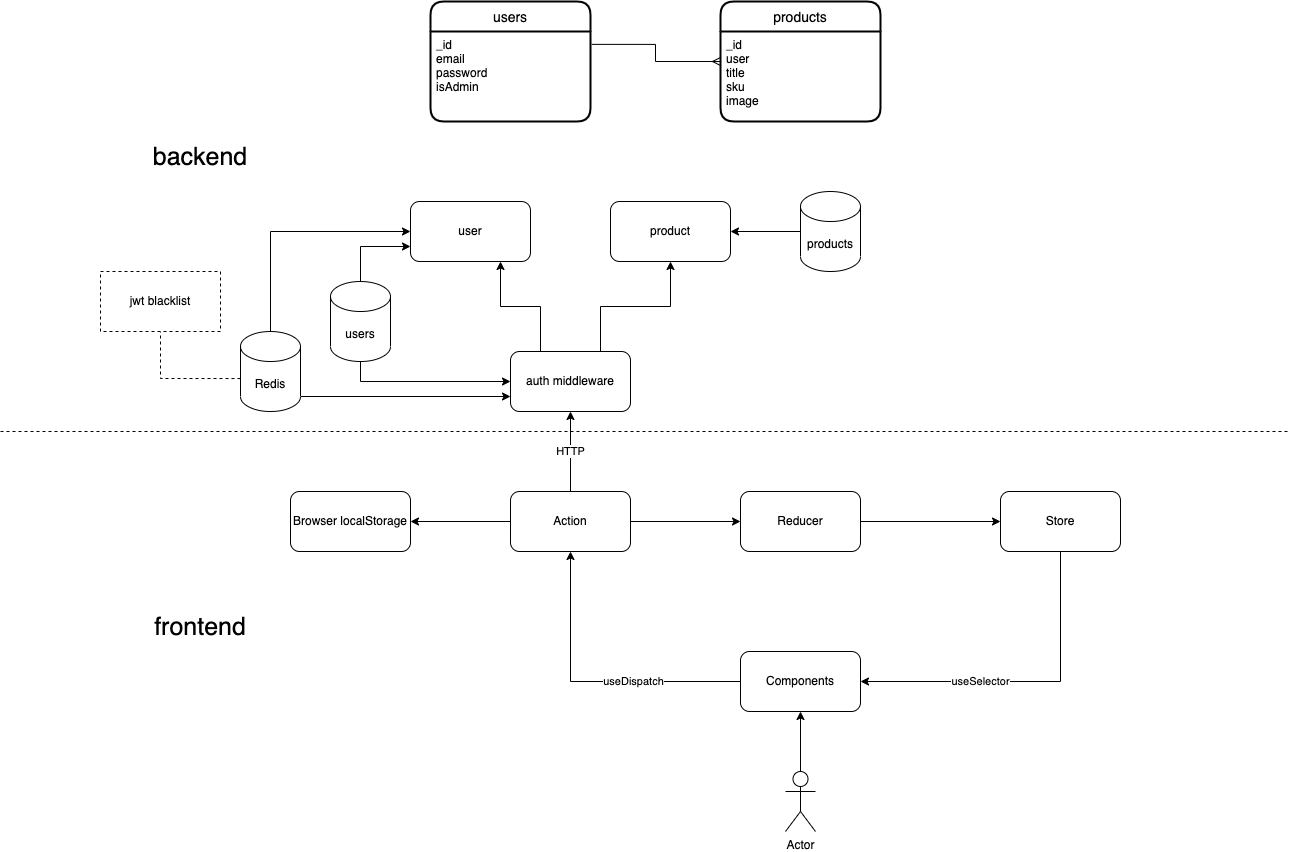 users
_id
email
password
isAdmin
products
_id
user
title
sku
image
backend
user
product
products
jwt blacklist
users
Redis
auth middleware
HTTP
Browser localStorage
Action
Reducer
Store
frontend
useDispatch
Components
useSelector
Actor